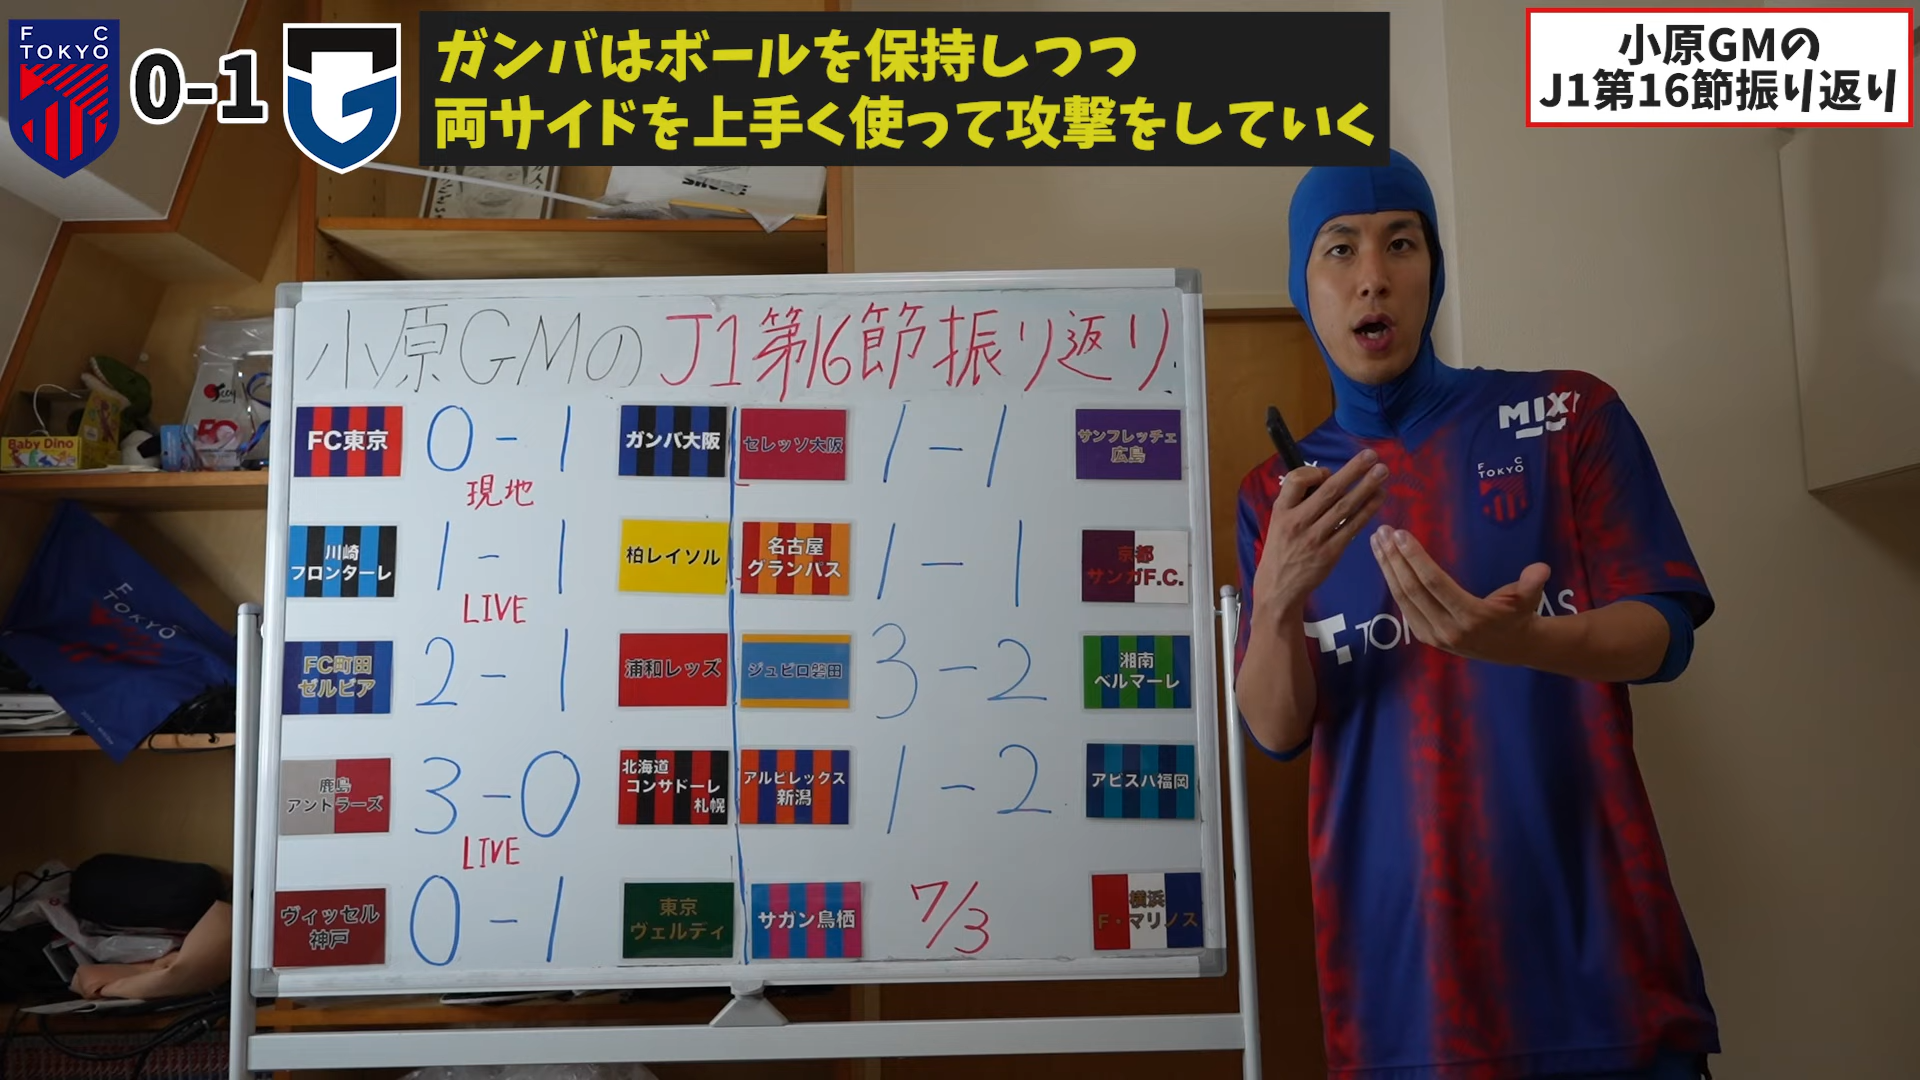 F C
TOKYO
0-1
ガンバはボールを保持しつつ
両サイドを上手く使って攻撃をしていく
小原GMの
J1第16節振り返り
SHURE
Baby Dino
小原GMのJ1第16節振り返り
FC東京 0-1 ガンバ大阪
現地
川崎
フロンターレ 1-1 柏レイソル
LIVE
FC町田
ゼルビア 2-1 浦和レッズ
鹿島
アントラーズ 3-0 北海道
コンサドーレ
札幌
LIVE
ヴィッセル
神戸 0-1 東京
ヴェルディ
セレッソ大阪 1-1 サンフレッチェ
広島
名古屋
グランパス 1-1 京都
サンガF.C.
ジュビロ磐田 3-2 湘南
ベルマーレ
アルビレックス
新潟 1-2 アビスパ福岡
サガン鳥栖 7/3 横浜
F・マリノス
F C
TOKYO
MIXI
F C
TOKYO